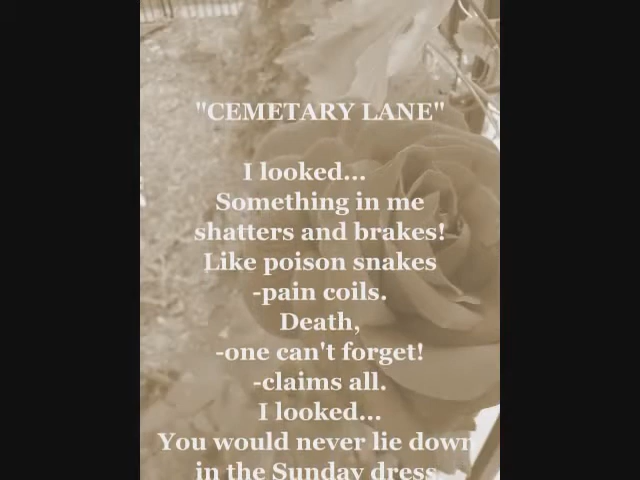 "CEMETARY LANE"
I looked...
Something in me
shatters and brakes!
Like poison snakes
-pain coils.
Death,
-one can't forget!
-claims all.
I looked...
You would never lie down
in the Sunday dress